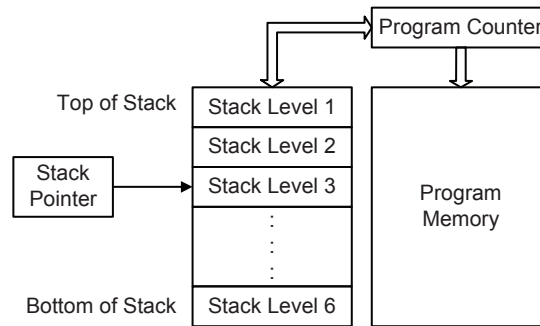 Program Counter
Top of Stack
Stack Level 1
Stack Level 2
Stack
Pointer
Stack Level 3
Program
Memory
Bottom of Stack
Stack Level 6